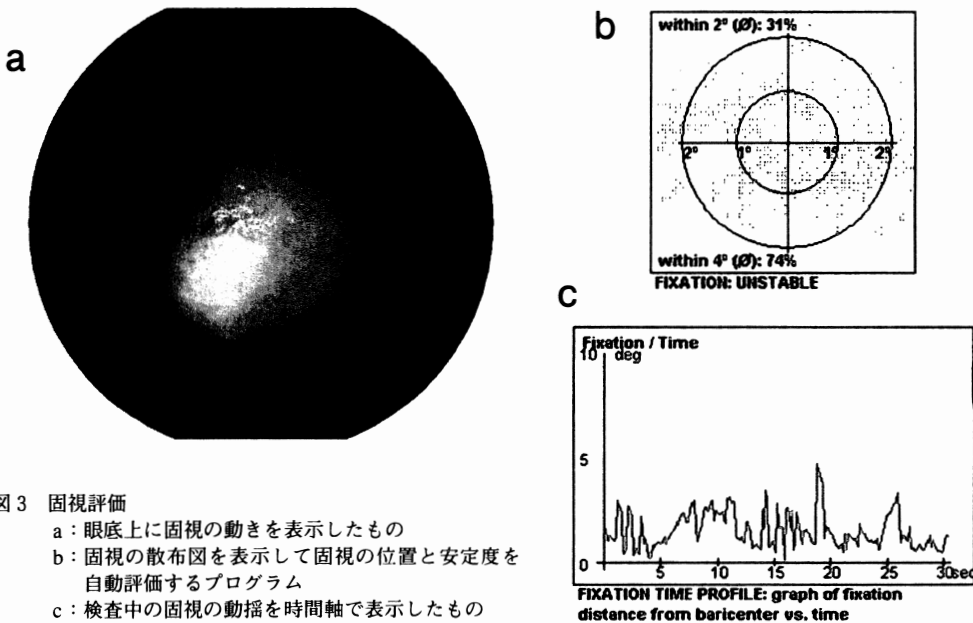 a
b
within 2° (Ø): 31%
2° 1° 1° 2°
within 4° (Ø): 74%
FIXATION: UNSTABLE
c
Fixation / Time
10 deg
5
0
5 10 15 20 25 30 sec
FIXATION TIME PROFILE: graph of fixation
distance from baricenter vs. time
図3 固視評価
a：眼底上に固視の動きを表示したもの
b：固視の散布図を表示して固視の位置と安定度を
自動評価するプログラム
c：検査中の固視の動揺を時間軸で表示したもの